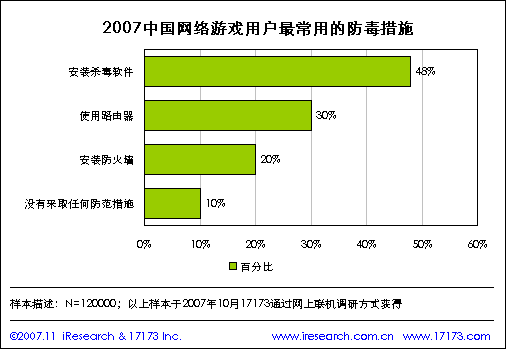 2007中国网络游戏用户最常用的防毒措施
安装杀毒软件
48%
使用路由器
30%
安装防火墙
20%
没有采取任何防范措施
10%
0% 10% 20% 30% 40% 50% 60%
百分比
样本描述：N=120000；以上样本于2007年10月17173通过网上联机调研方式获得
©2007.11 iResearch & 17173 Inc. www.iresearch.com.cn www.17173.com